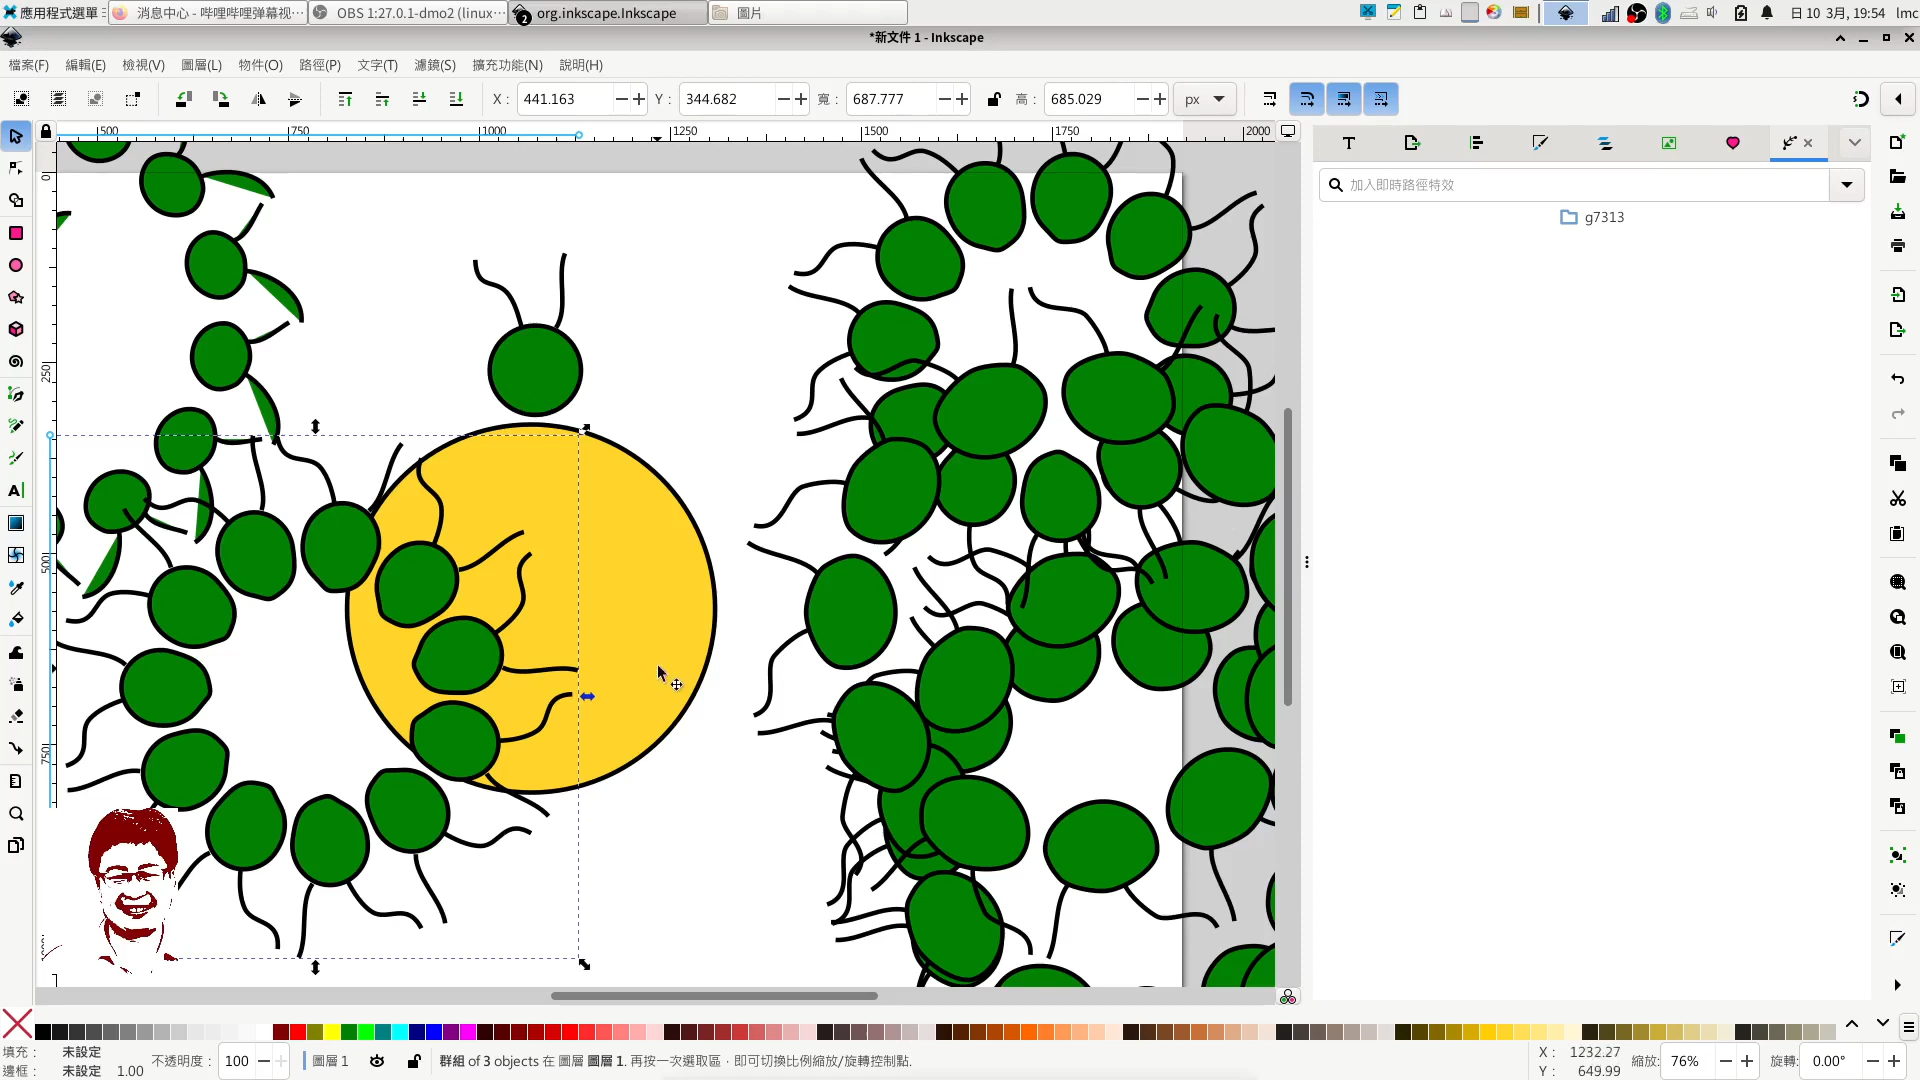 應用程式選單
消息中心 - 哔哩哔哩弹幕视…
OBS 1:27.0.1-dmo2 (linux…
org.inkscape.Inkscape
圖片
日 10 3月, 19:54
lmc
*新文件 1 - Inkscape
檔案(F) 編輯(E) 檢視(V) 圖層(L) 物件(O) 路徑(P) 文字(T) 濾鏡(S) 擴充功能(N) 說明(H)
X : 441.163 Y : 344.682 寬 : 687.777 高 : 685.029 px
500 750 1000 1250 1500 1750 2000
0
250
500
750
加入即時路徑特效
g7313
填充 : 未設定
邊框 : 未設定 1.00
不透明度 : 100
圖層 1
群組 of 3 objects 在 圖層 圖層 1. 再按一次選取區，即可切換比例縮放/旋轉控制點.
X : 1232.27
Y : 649.99
縮放: 76%
旋轉: 0.00°